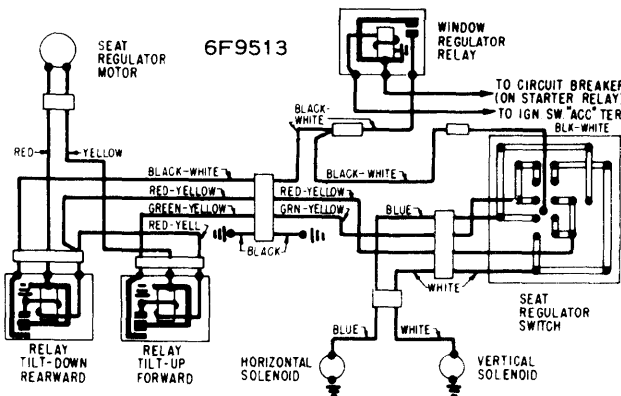 SEAT
REGULATOR
MOTOR
6F9513
WINDOW
REGULATOR
RELAY
TO CIRCUIT BREAKER
(ON STARTER RELAY)
TO IGN. SW. "ACC" TER
BLK-WHITE
BLACK-
WHITE
RED
YELLOW
BLACK-WHITE
BLACK-WHITE
RED-YELLOW
RED-YELLOW
BLUE
GREEN-YELLOW
GRN-YELLOW
RED-YELL
BLACK
WHITE
SEAT
REGULATOR
SWITCH
BLUE
WHITE
RELAY
TILT-DOWN
REARWARD
RELAY
TILT-UP
FORWARD
HORIZONTAL
SOLENOID
VERTICAL
SOLENOID